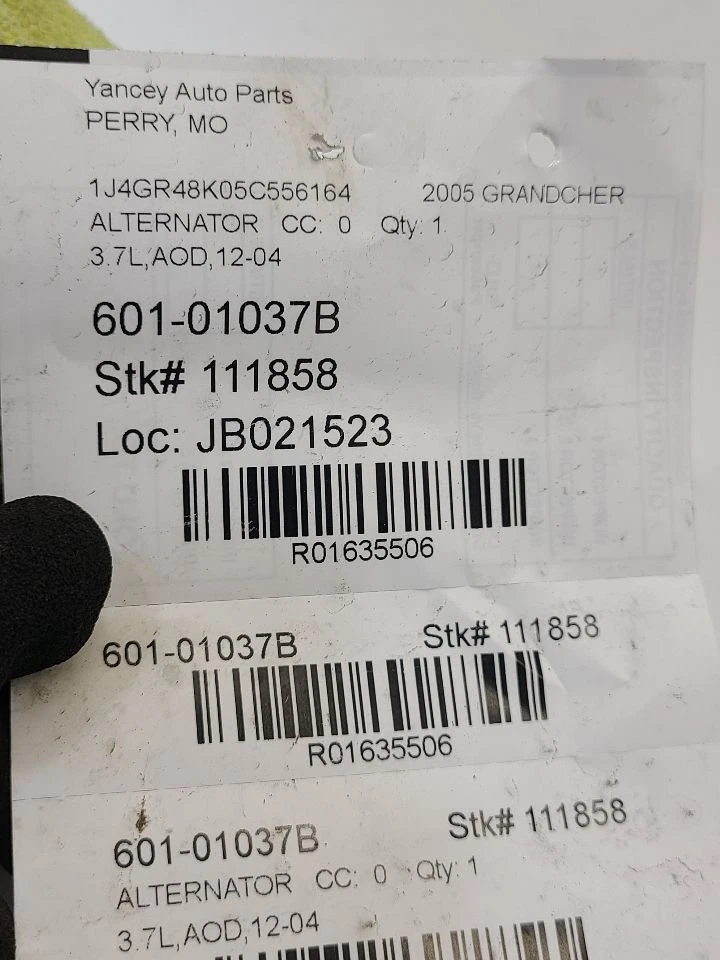 Yancey Auto Parts
PERRY, MO
1J4GR48K05C556164 2005 GRANDCHER
ALTERNATOR CC: 0 Qty: 1
3.7L,AOD,12-04
601-01037B
Stk# 111858
Loc: JB021523
R01635506
601-01037B Stk# 111858
R01635506
601-01037B Stk# 111858
ALTERNATOR CC: 0 Qty: 1
3.7L,AOD,12-04